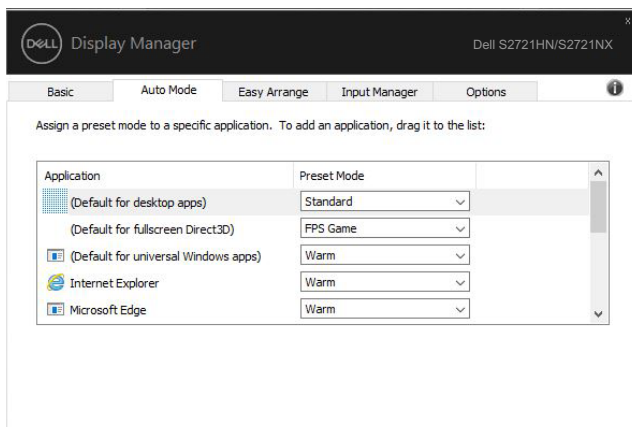 DELL Display Manager Dell S2721HN/S2721NX
Basic Auto Mode Easy Arrange Input Manager Options
Assign a preset mode to a specific application. To add an application, drag it to the list:
Application Preset Mode
(Default for desktop apps) Standard
(Default for fullscreen Direct3D) FPS Game
(Default for universal Windows apps) Warm
Internet Explorer Warm
Microsoft Edge Warm